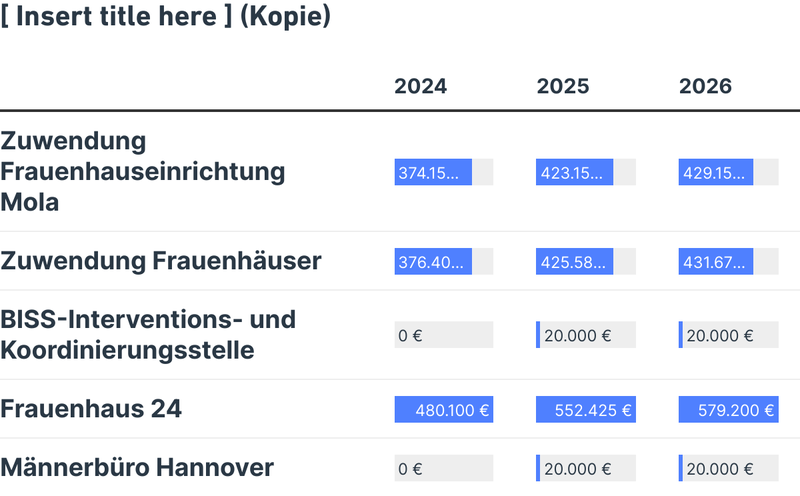 [ Insert title here ] (Kopie)
2024 2025 2026
Zuwendung
Frauenhauseinrichtung
Mola
374.15... 423.15... 429.15...
Zuwendung Frauenhäuser
376.40... 425.58... 431.67...
BISS-Interventions- und
Koordinierungsstelle
0 € 20.000 € 20.000 €
Frauenhaus 24 480.100 € 552.425 € 579.200 €
Männerbüro Hannover 0 € 20.000 € 20.000 €